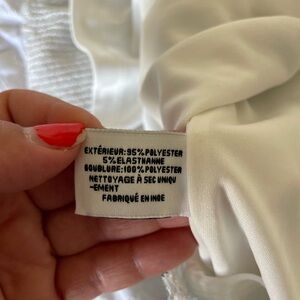 EXTÉRIEUR: 95% POLYESTER
5% ELASTHANNE
DOUBLURE: 100% POLYESTER
NETTOYAGE À SEC UNIQU
-EMENT
FABRIQUÉ EN INDE